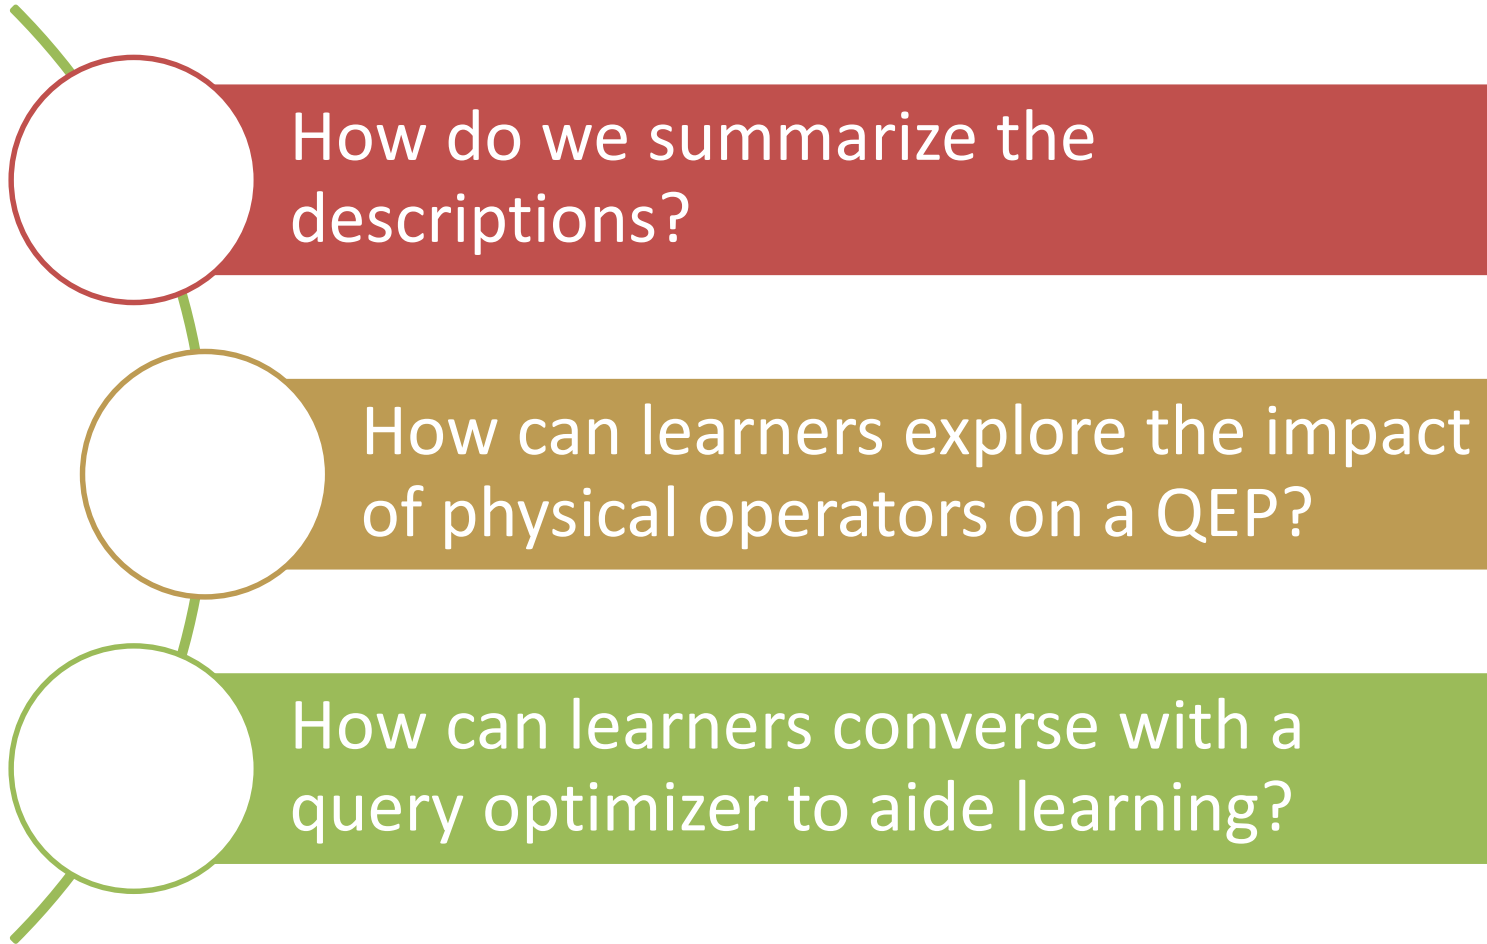 How do we summarize the
descriptions?
How can learners explore the impact
of physical operators on a QEP?
How can learners converse with a
query optimizer to aide learning?